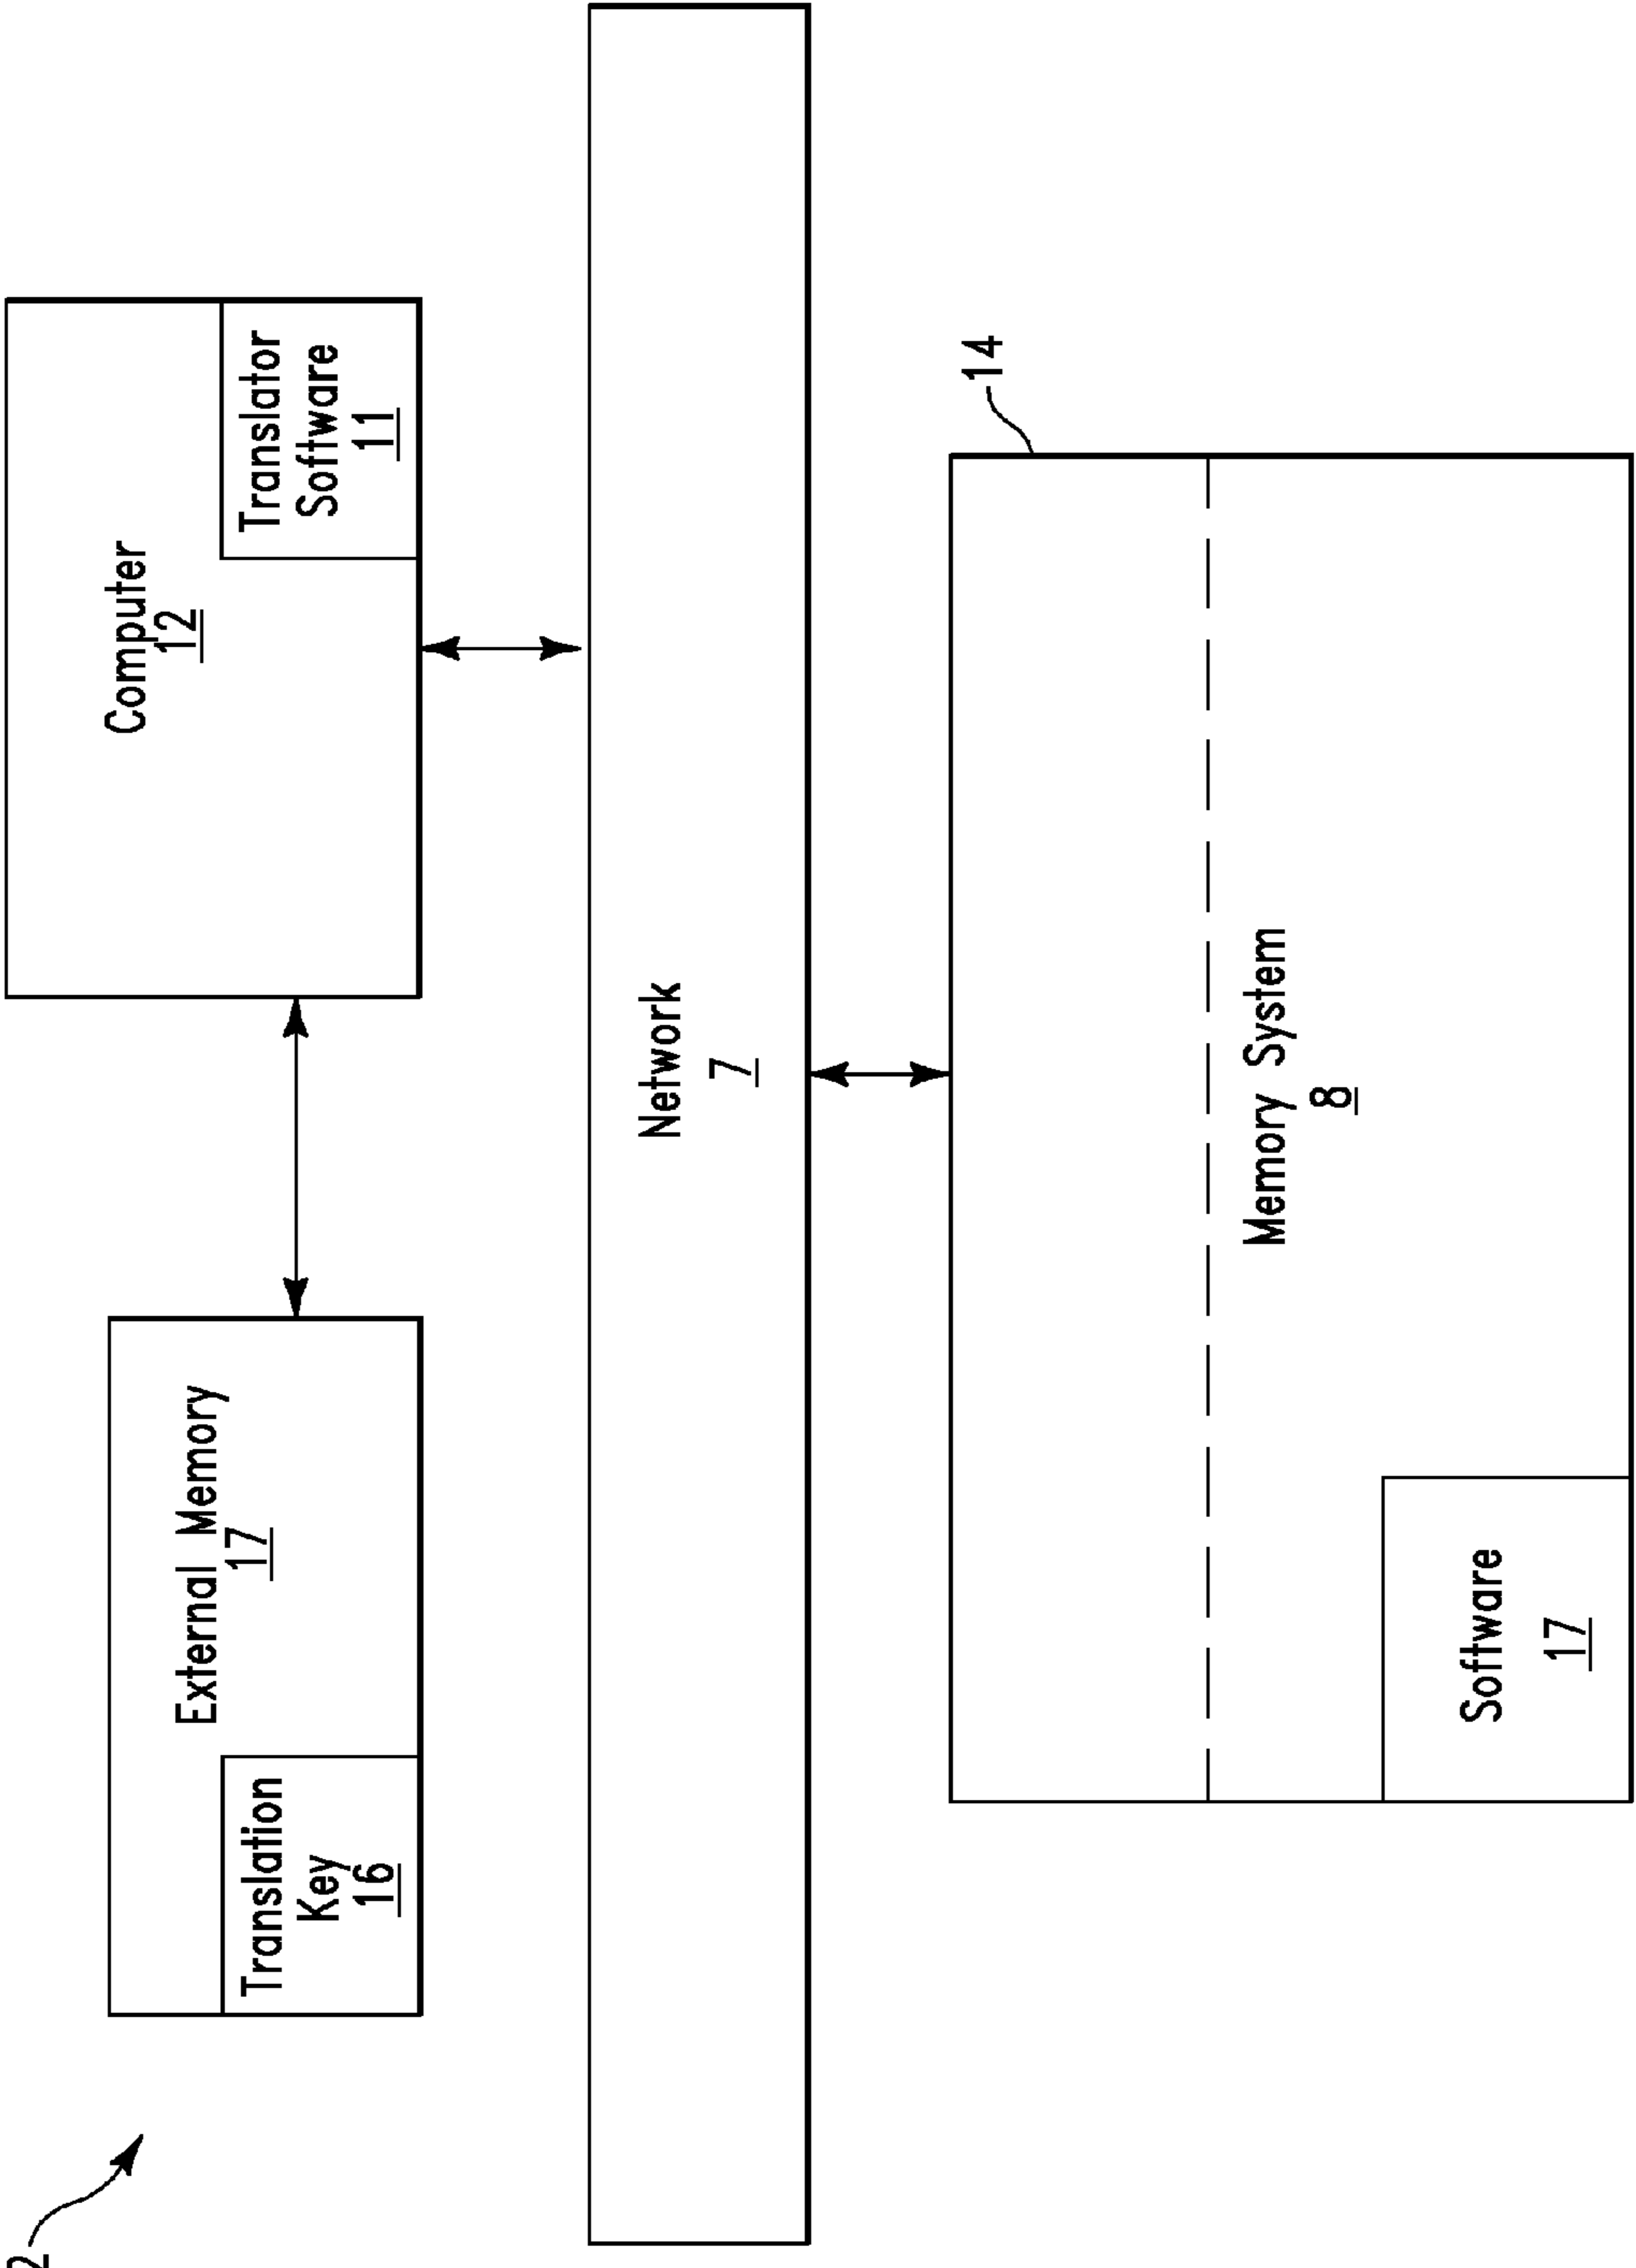 2
External Memory
17
Translation
Key
16
Computer
12
Translator
Software
11
Network
7
14
Memory System
8
Software
17